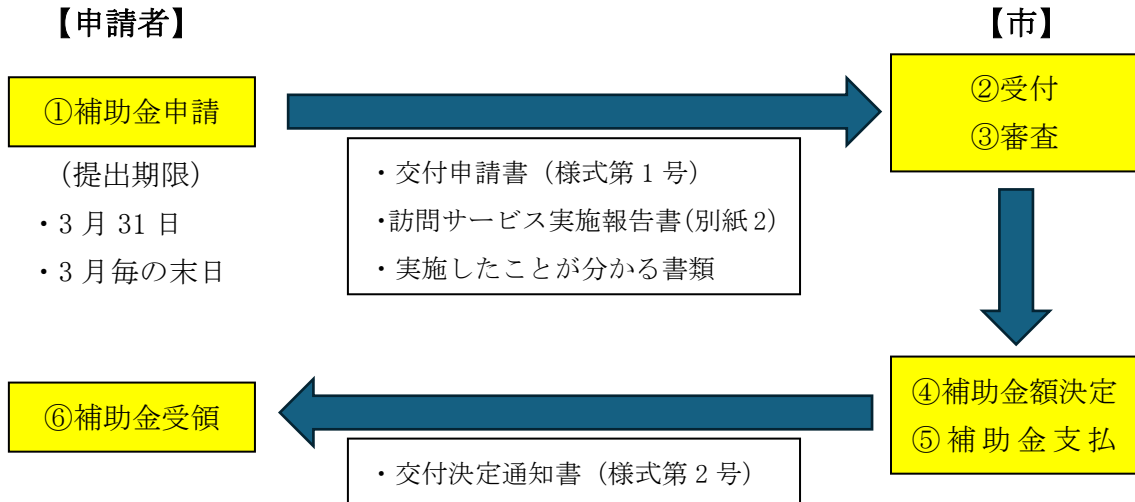 【申請者】
【市】
①補助金申請
②受付
③審査
（提出期限）
・3月31日
・3月毎の末日
・交付申請書（様式第1号）
・訪問サービス実施報告書(別紙2)
・実施したことが分かる書類
④補助金額決定
⑤補助金支払
⑥補助金受領
・交付決定通知書（様式第2号）